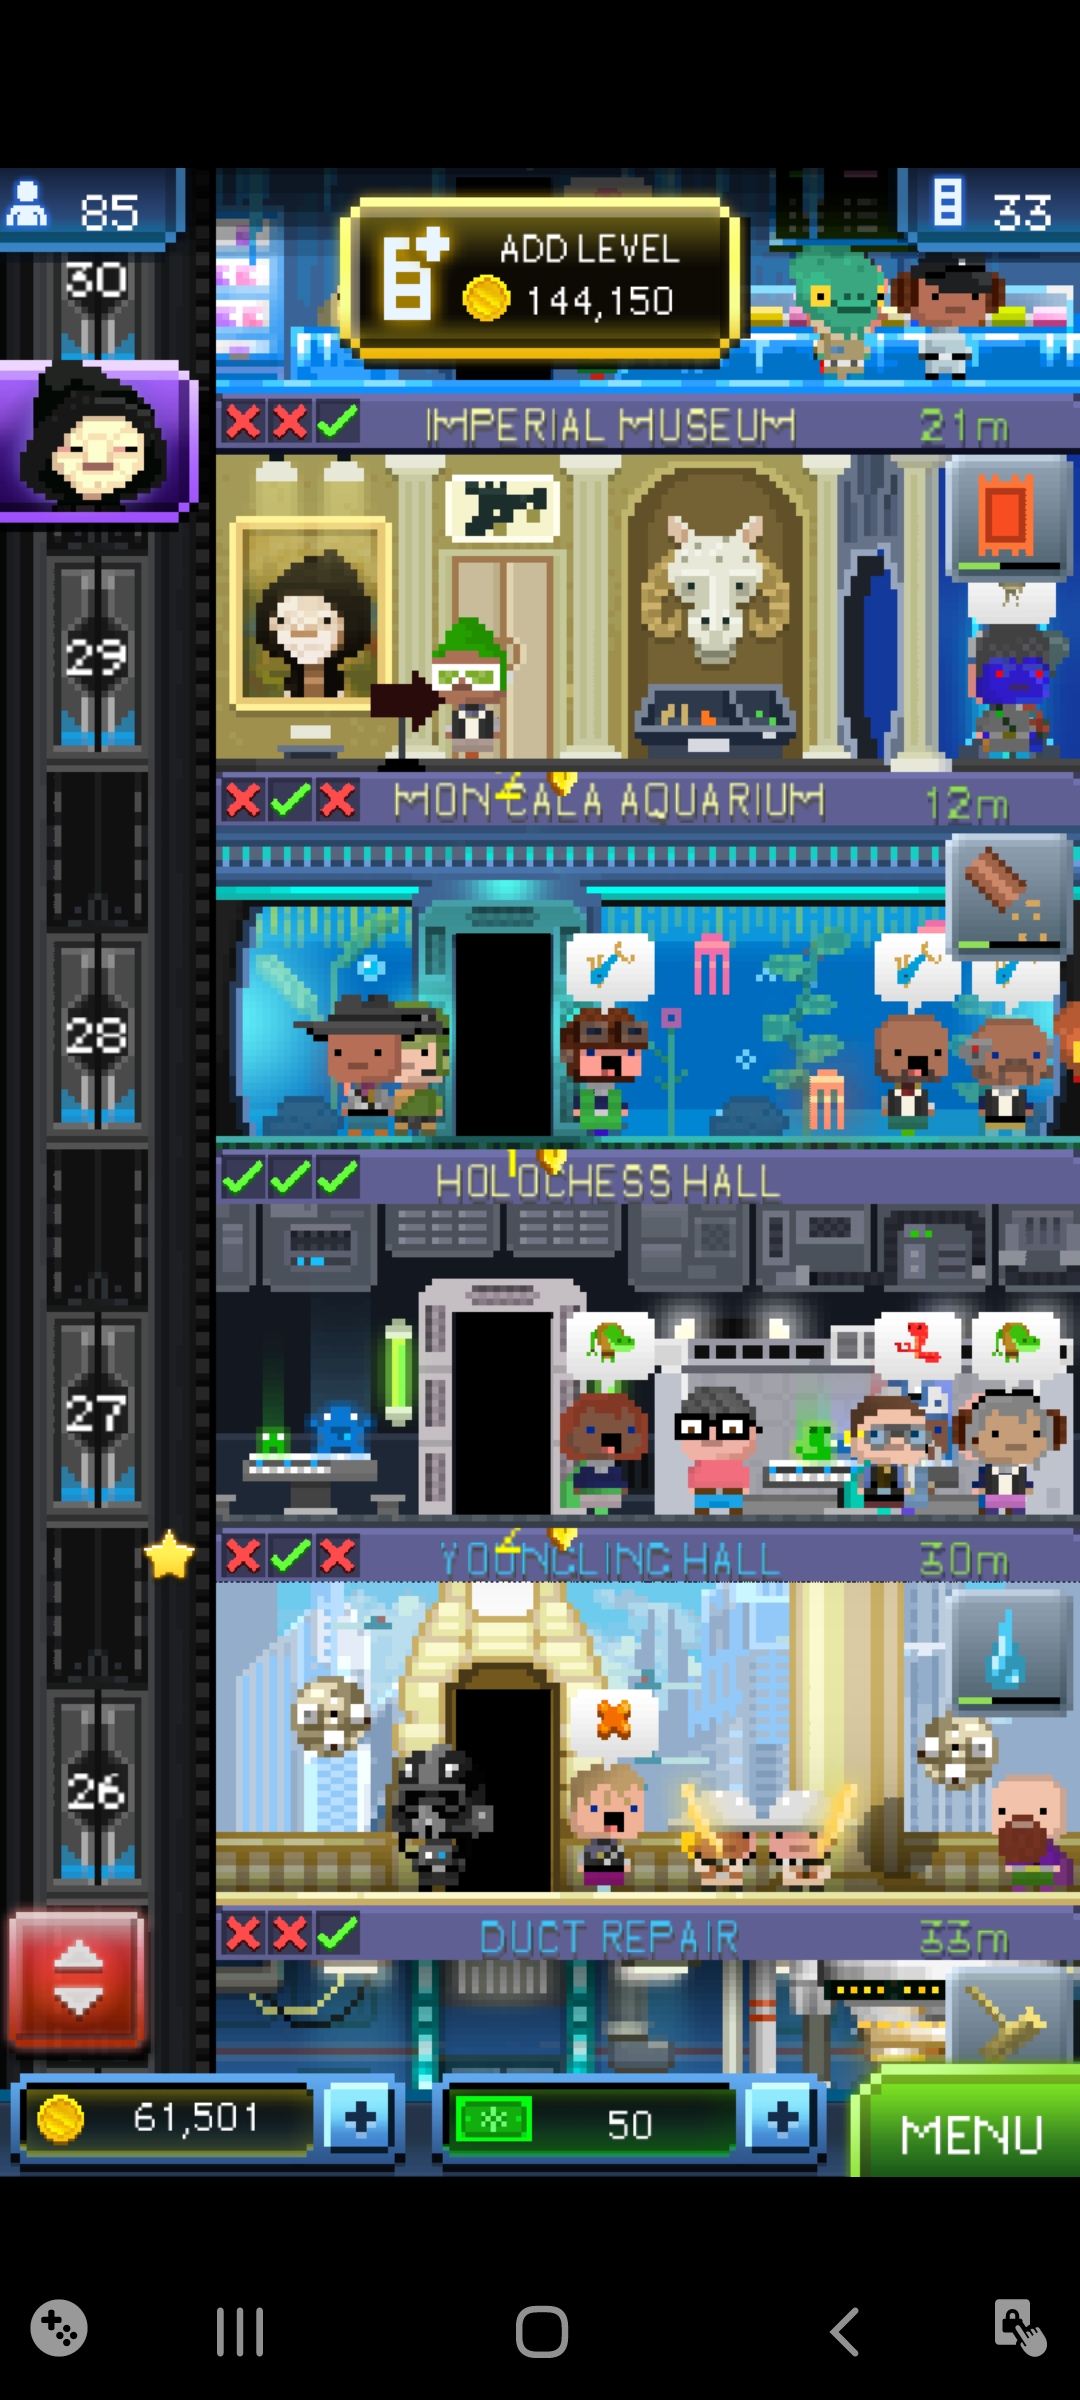 85
33
ADD LEVEL
144,150
30
IMPERIAL MUSEUM 21m
29
MON CALA AQUARIUM 12m
28
HOLOCHESS HALL
27
YOUNGLING HALL 30m
26
DUCT REPAIR 33m
61,501
50
MENU